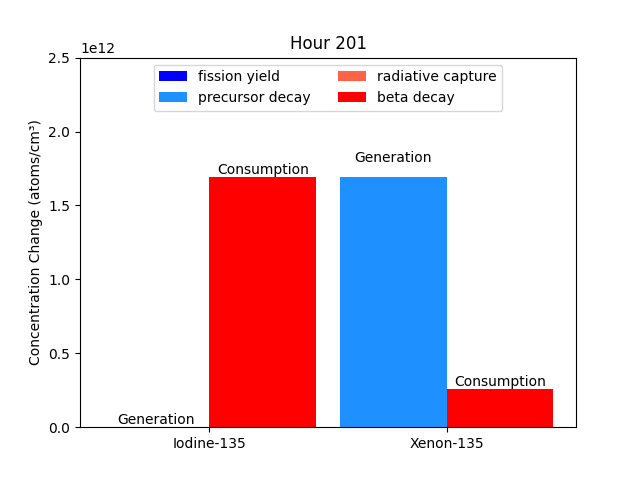 Hour 201
1e12
fission yield
precursor decay
radiative capture
beta decay
Concentration Change (atoms/cm³)
2.5
2.0
1.5
1.0
0.5
0.0
Generation
Consumption
Generation
Consumption
Iodine-135
Xenon-135